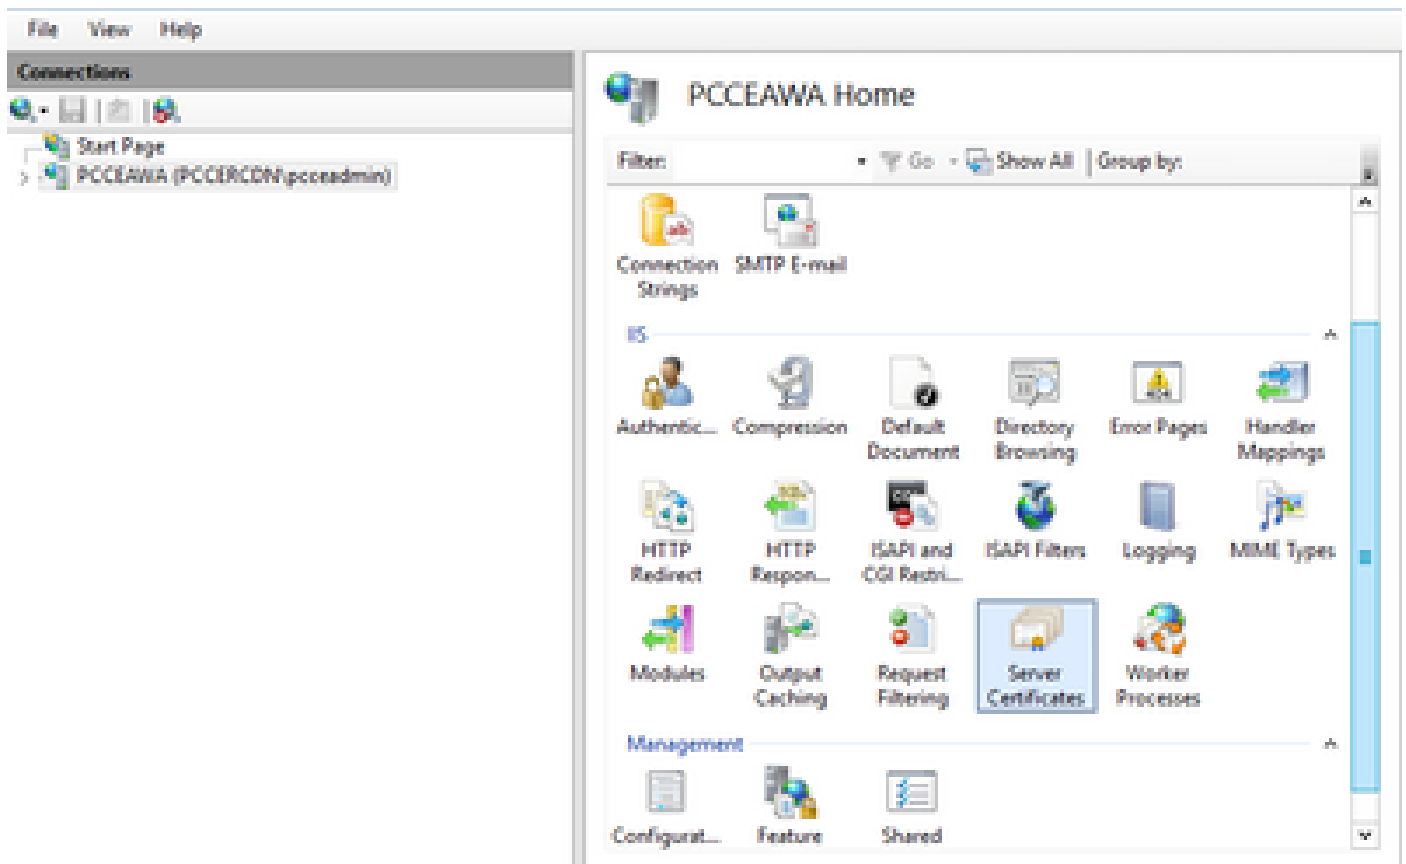 File View Help
Connections
Start Page
PCCEAWA (PCCERCDN\pcceadmin)
PCCEAWA Home
Filter: Go Show All Group by:
ab
Connection Strings
SMTP E-mail
IIS
Authentic...
Compression
Default Document
Directory Browsing
Error Pages
404
Handler Mappings
HTTP Redirect
HTTP Respon...
ISAPI and CGI Restri...
ISAPI Filters
Logging
MIME Types
Modules
Output Caching
Request Filtering
Server Certificates
Worker Processes
Management
Configurat...
Feature
Shared